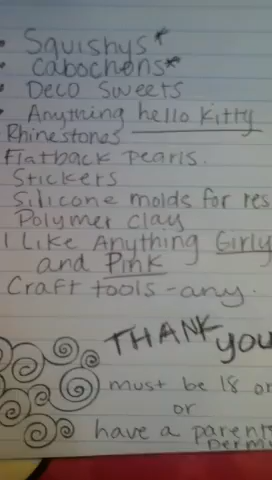 • Squishys*
• Cabochons*
• Deco Sweets
• Anything hello kitty
Rhinestones
Flatback pearls.
Stickers
Silicone molds for res
Polymer clay
I Like Anything Girly
and Pink
Craft tools - any.
THANK you
must be 18 or
or
have a parent
permi